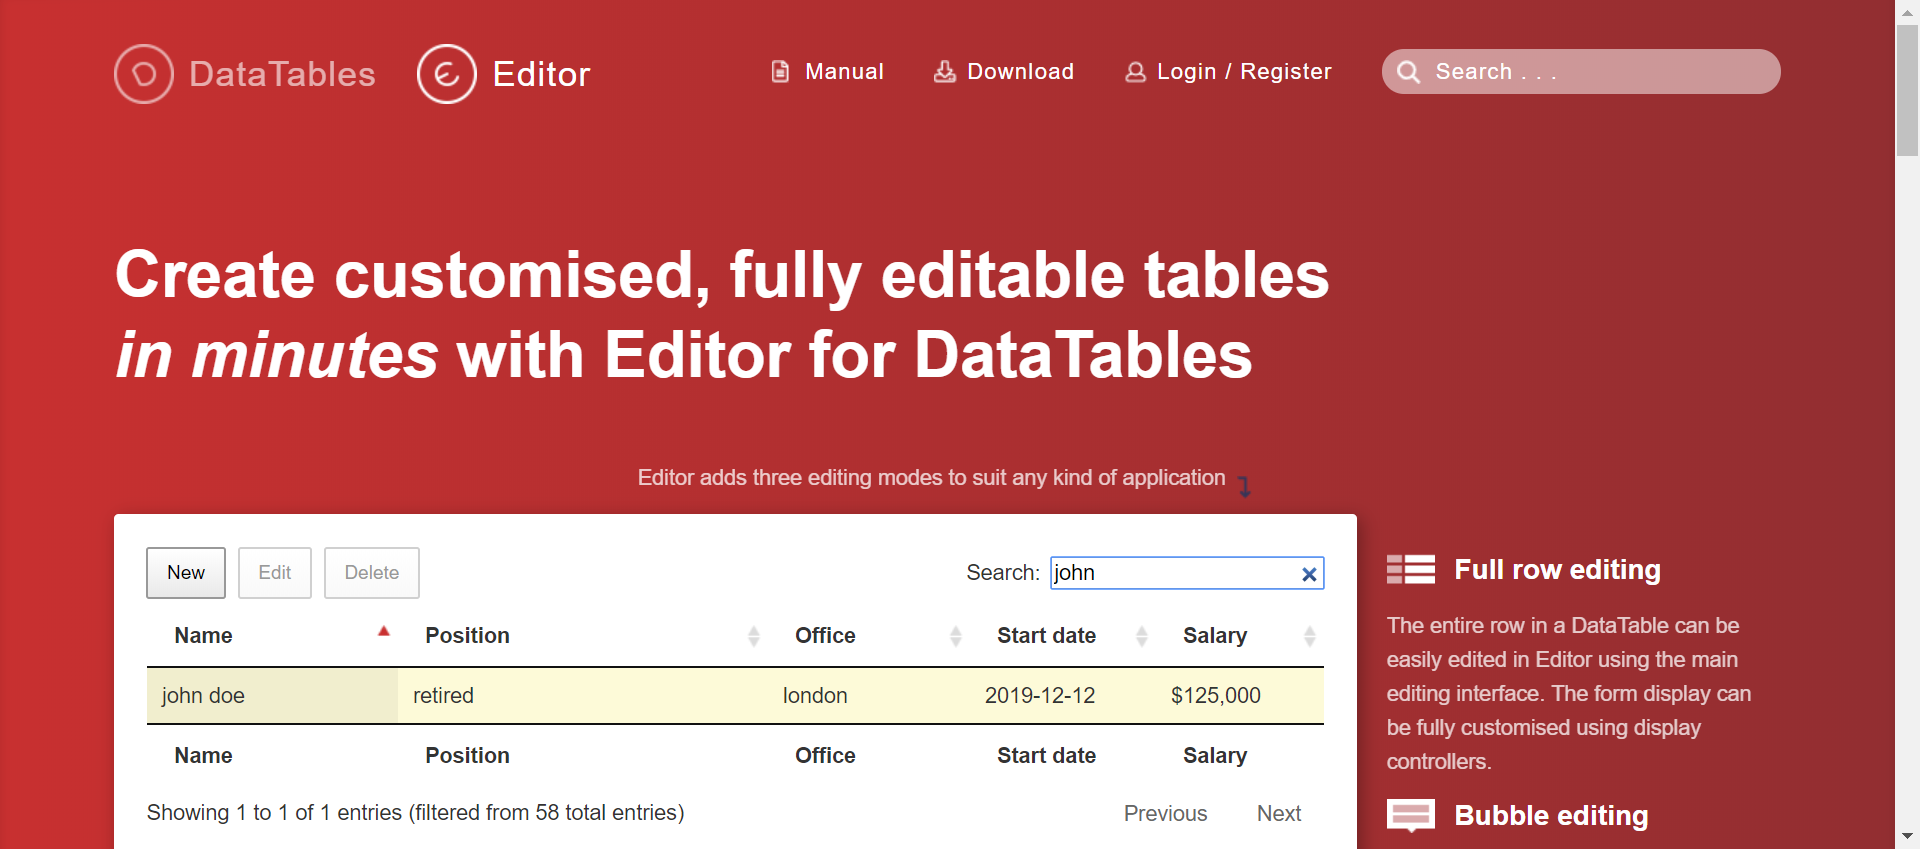 DataTables Editor Manual Download Login / Register Search . . .
Create customised, fully editable tables
in minutes with Editor for DataTables
Editor adds three editing modes to suit any kind of application
New Edit Delete Search: john
Name Position Office Start date Salary
john doe retired london 2019-12-12 $125,000
Name Position Office Start date Salary
Showing 1 to 1 of 1 entries (filtered from 58 total entries) Previous Next
Full row editing
The entire row in a DataTable can be
easily edited in Editor using the main
editing interface. The form display can
be fully customised using display
controllers.
Bubble editing